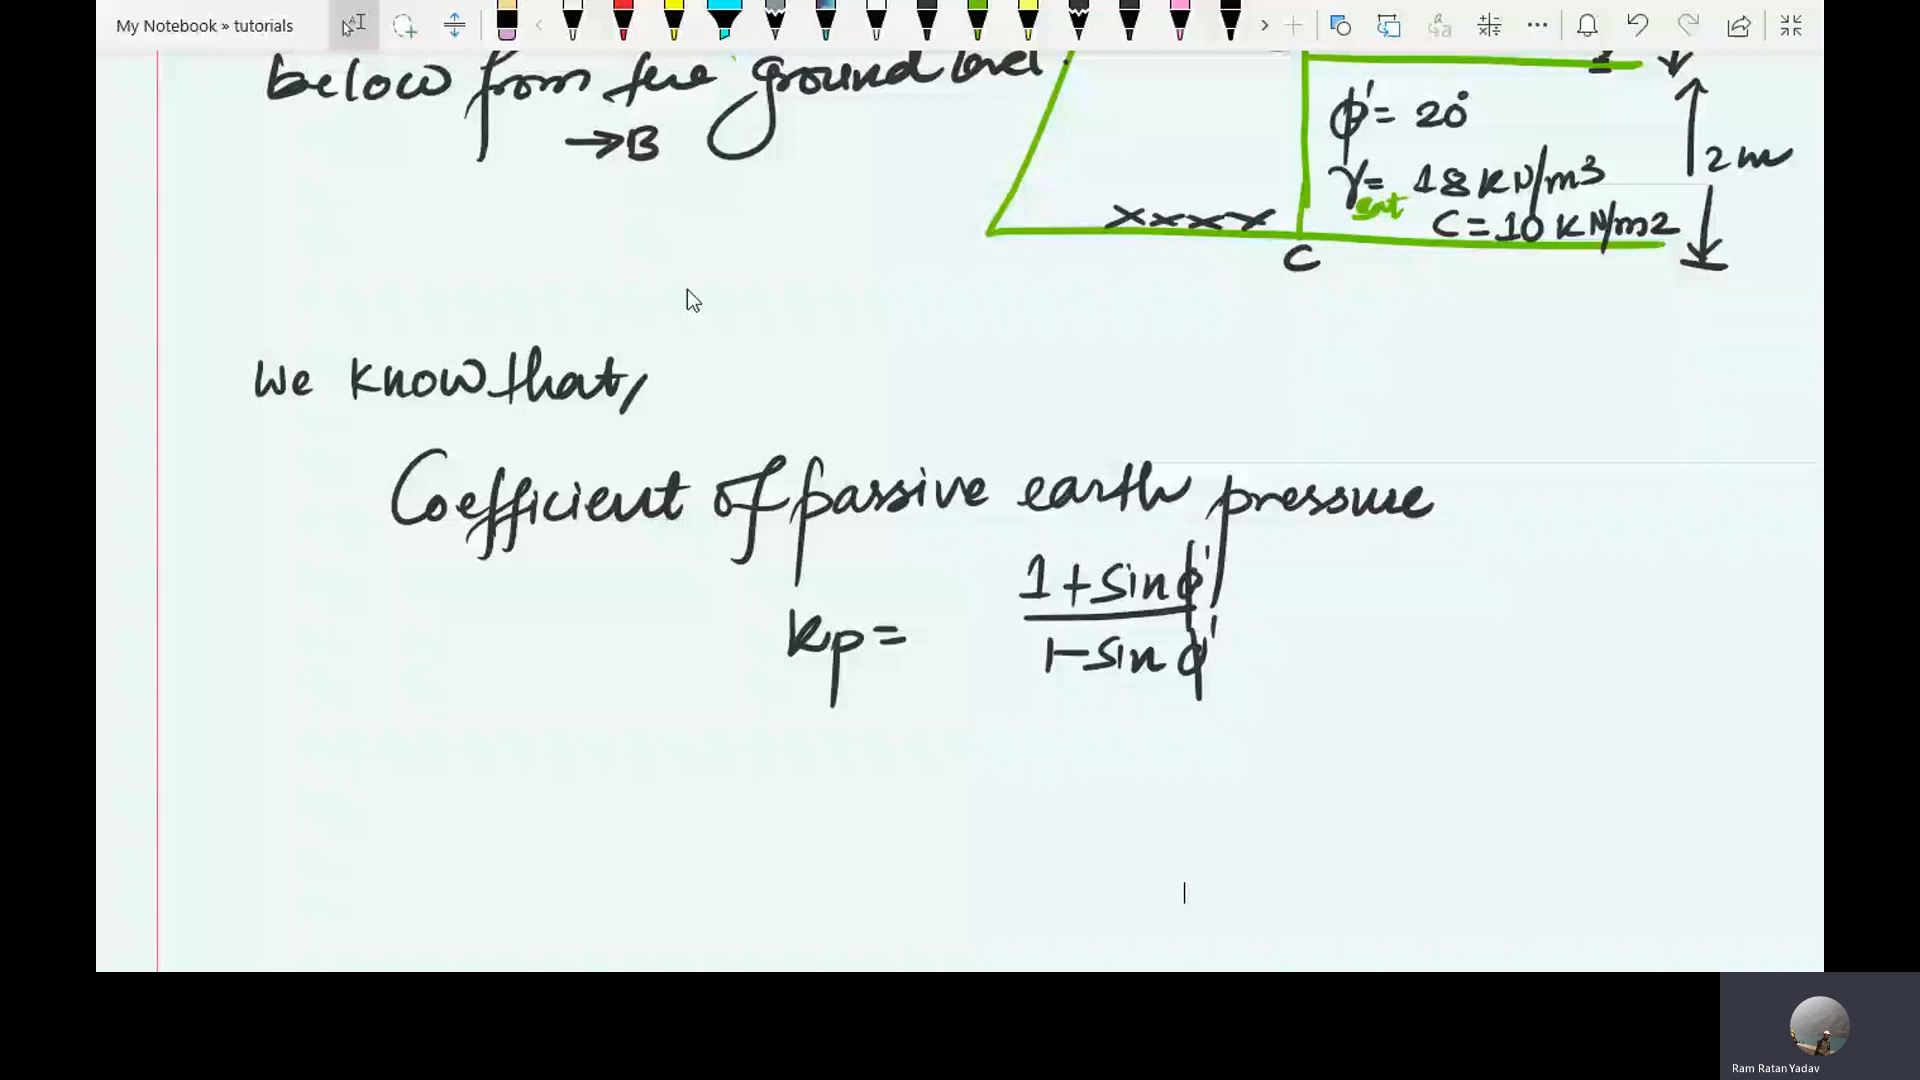 My Notebook » tutorials
below from the ground level.
→B
φ'= 20°
γsat= 18 KN/m3
C=10 KN/m2
2m
xxxx
C
We know that,
Coefficient of passive earth pressure
Kp= 1+sinφ'
1-sinφ'
Ram Ratan Yadav